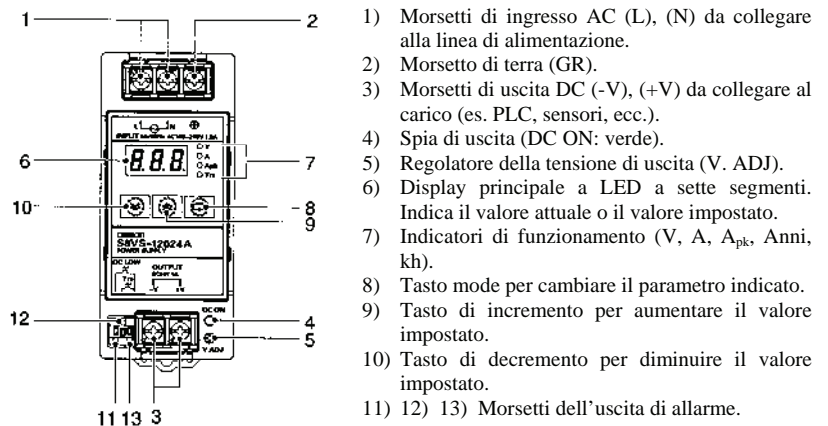 1
2
L N
6
8.8.8
V
A
Apk
Yrs
7
10
8
9
OMRON
S8VS-12024A
POWER SUPPLY
DC LOW
OUTPUT
DC ON
12
4
5
V.ADJ
11 13 3
1) Morsetti di ingresso AC (L), (N) da collegare
alla linea di alimentazione.
2) Morsetto di terra (GR).
3) Morsetti di uscita DC (-V), (+V) da collegare al
carico (es. PLC, sensori, ecc.).
4) Spia di uscita (DC ON: verde).
5) Regolatore della tensione di uscita (V. ADJ).
6) Display principale a LED a sette segmenti.
Indica il valore attuale o il valore impostato.
7) Indicatori di funzionamento (V, A, Apk, Anni,
kh).
8) Tasto mode per cambiare il parametro indicato.
9) Tasto di incremento per aumentare il valore
impostato.
10) Tasto di decremento per diminuire il valore
impostato.
11) 12) 13) Morsetti dell'uscita di allarme.